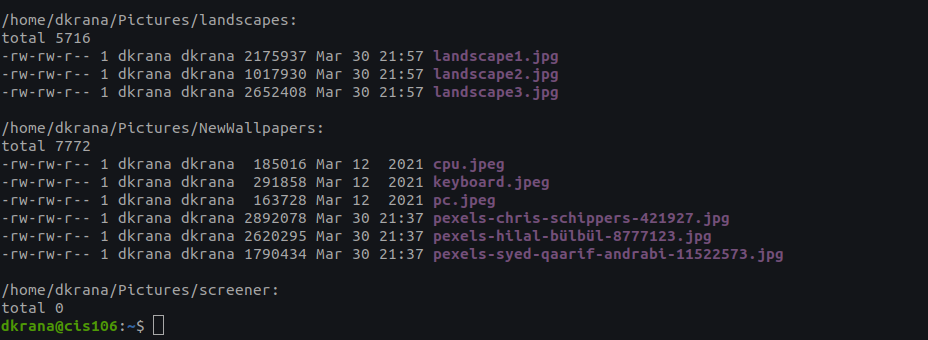 /home/dkrana/Pictures/landscapes:
total 5716
-rw-rw-r-- 1 dkrana dkrana 2175937 Mar 30 21:57 landscape1.jpg
-rw-rw-r-- 1 dkrana dkrana 1017930 Mar 30 21:57 landscape2.jpg
-rw-rw-r-- 1 dkrana dkrana 2652408 Mar 30 21:57 landscape3.jpg

/home/dkrana/Pictures/NewWallpapers:
total 7772
-rw-rw-r-- 1 dkrana dkrana  185016 Mar 12  2021 cpu.jpeg
-rw-rw-r-- 1 dkrana dkrana  291858 Mar 12  2021 keyboard.jpeg
-rw-rw-r-- 1 dkrana dkrana  163728 Mar 12  2021 pc.jpeg
-rw-rw-r-- 1 dkrana dkrana 2892078 Mar 30 21:37 pexels-chris-schippers-421927.jpg
-rw-rw-r-- 1 dkrana dkrana 2620295 Mar 30 21:37 pexels-hilal-bülbül-8777123.jpg
-rw-rw-r-- 1 dkrana dkrana 1790434 Mar 30 21:37 pexels-syed-qaarif-andrabi-11522573.jpg

/home/dkrana/Pictures/screener:
total 0
dkrana@cis106:~$